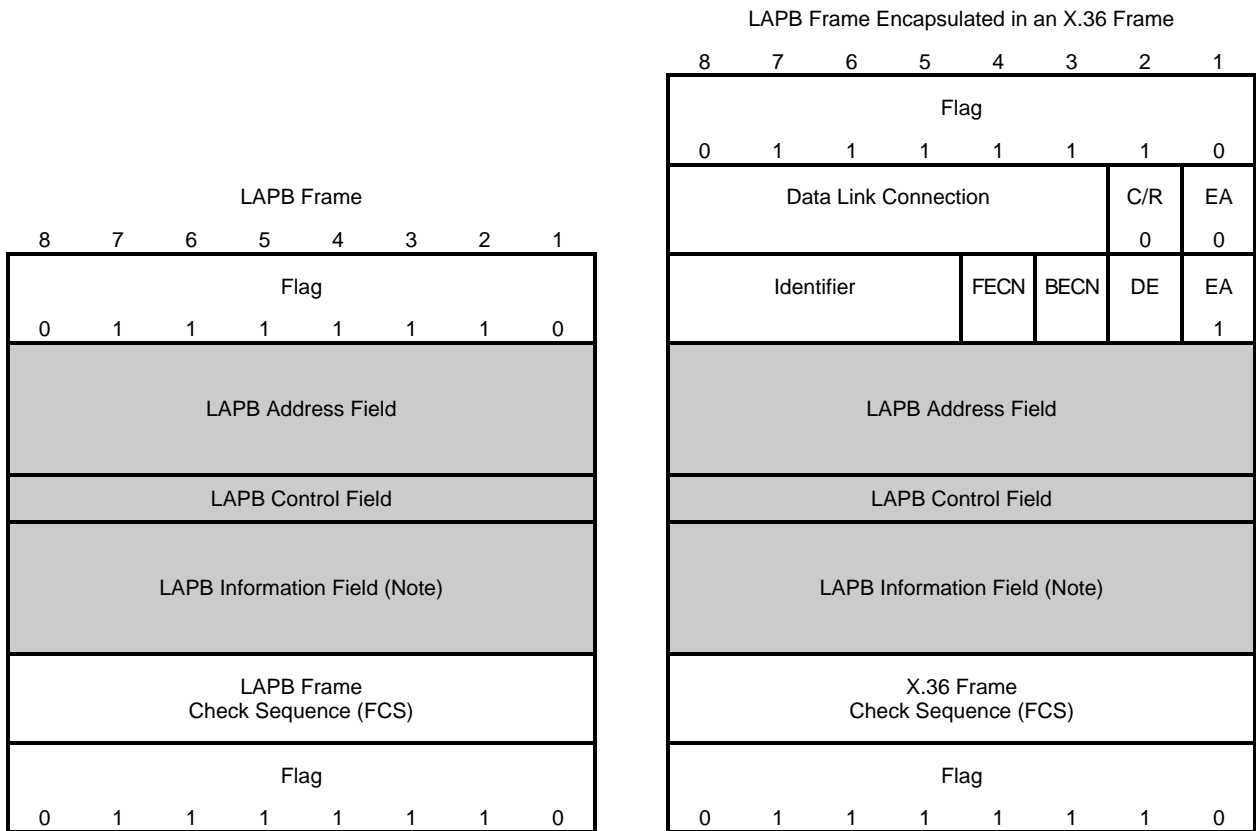 LAPB Frame Encapsulated in an X.36 Frame
8 7 6 5 4 3 2 1
Flag
0 1 1 1 1 1 1 0
Data Link Connection C/R EA
0 0
Identifier FECN BECN DE EA
1
LAPB Address Field
LAPB Control Field
LAPB Information Field (Note)
X.36 Frame
Check Sequence (FCS)
Flag
0 1 1 1 1 1 1 0
LAPB Frame
8 7 6 5 4 3 2 1
Flag
0 1 1 1 1 1 1 0
LAPB Address Field
LAPB Control Field
LAPB Information Field (Note)
LAPB Frame
Check Sequence (FCS)
Flag
0 1 1 1 1 1 1 0